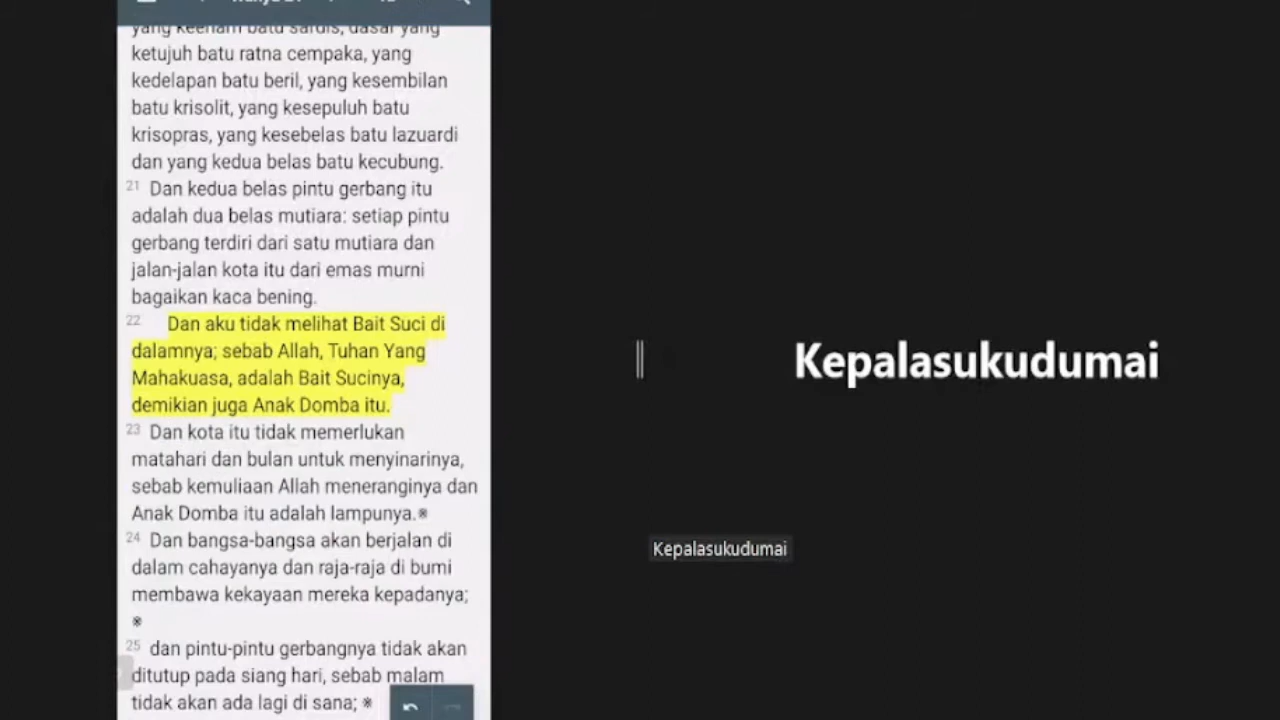 yang keenam batu sardis, dasar yang
ketujuh batu ratna cempaka, yang
kedelapan batu beril, yang kesembilan
batu krisolit, yang kesepuluh batu
krisopras, yang kesebelas batu lazuardi
dan yang kedua belas batu kecubung.
21 Dan kedua belas pintu gerbang itu
adalah dua belas mutiara: setiap pintu
gerbang terdiri dari satu mutiara dan
jalan-jalan kota itu dari emas murni
bagaikan kaca bening.
22 Dan aku tidak melihat Bait Suci di
dalamnya; sebab Allah, Tuhan Yang
Mahakuasa, adalah Bait Sucinya,
demikian juga Anak Domba itu.
23 Dan kota itu tidak memerlukan
matahari dan bulan untuk menyinarinya,
sebab kemuliaan Allah meneranginya dan
Anak Domba itu adalah lampunya.※
24 Dan bangsa-bangsa akan berjalan di
dalam cahayanya dan raja-raja di bumi
membawa kekayaan mereka kepadanya;
※
25 dan pintu-pintu gerbangnya tidak akan
ditutup pada siang hari, sebab malam
tidak akan ada lagi di sana; ※
Kepalasukudumai
Kepalasukudumai